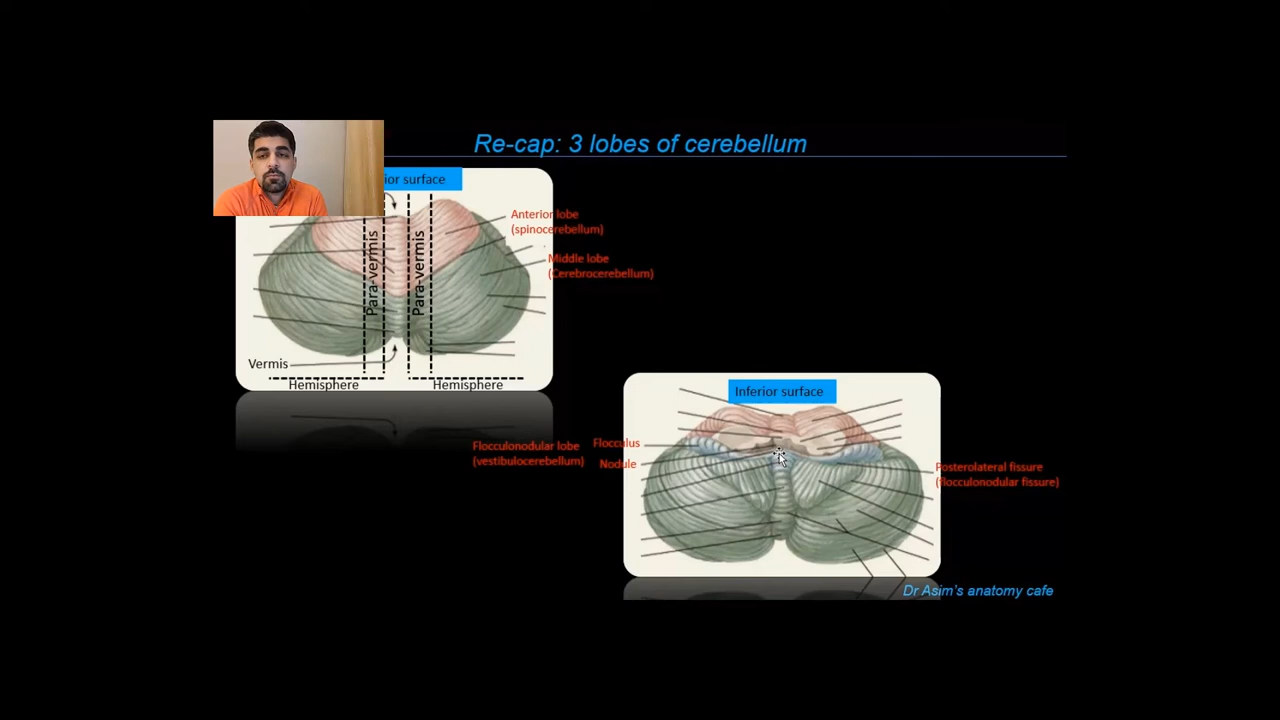 Re-cap: 3 lobes of cerebellum
ior surface
Anterior lobe
(spinocerebellum)
Middle lobe
(Cerebrocerebellum)
Para-vermis
Para-vermis
Vermis
Hemisphere
Hemisphere
Inferior surface
Flocculonodular lobe
(vestibulocerebellum)
Flocculus
Nodule
Posterolateral fissure
(flocculonodular fissure)
Dr Asim's anatomy cafe